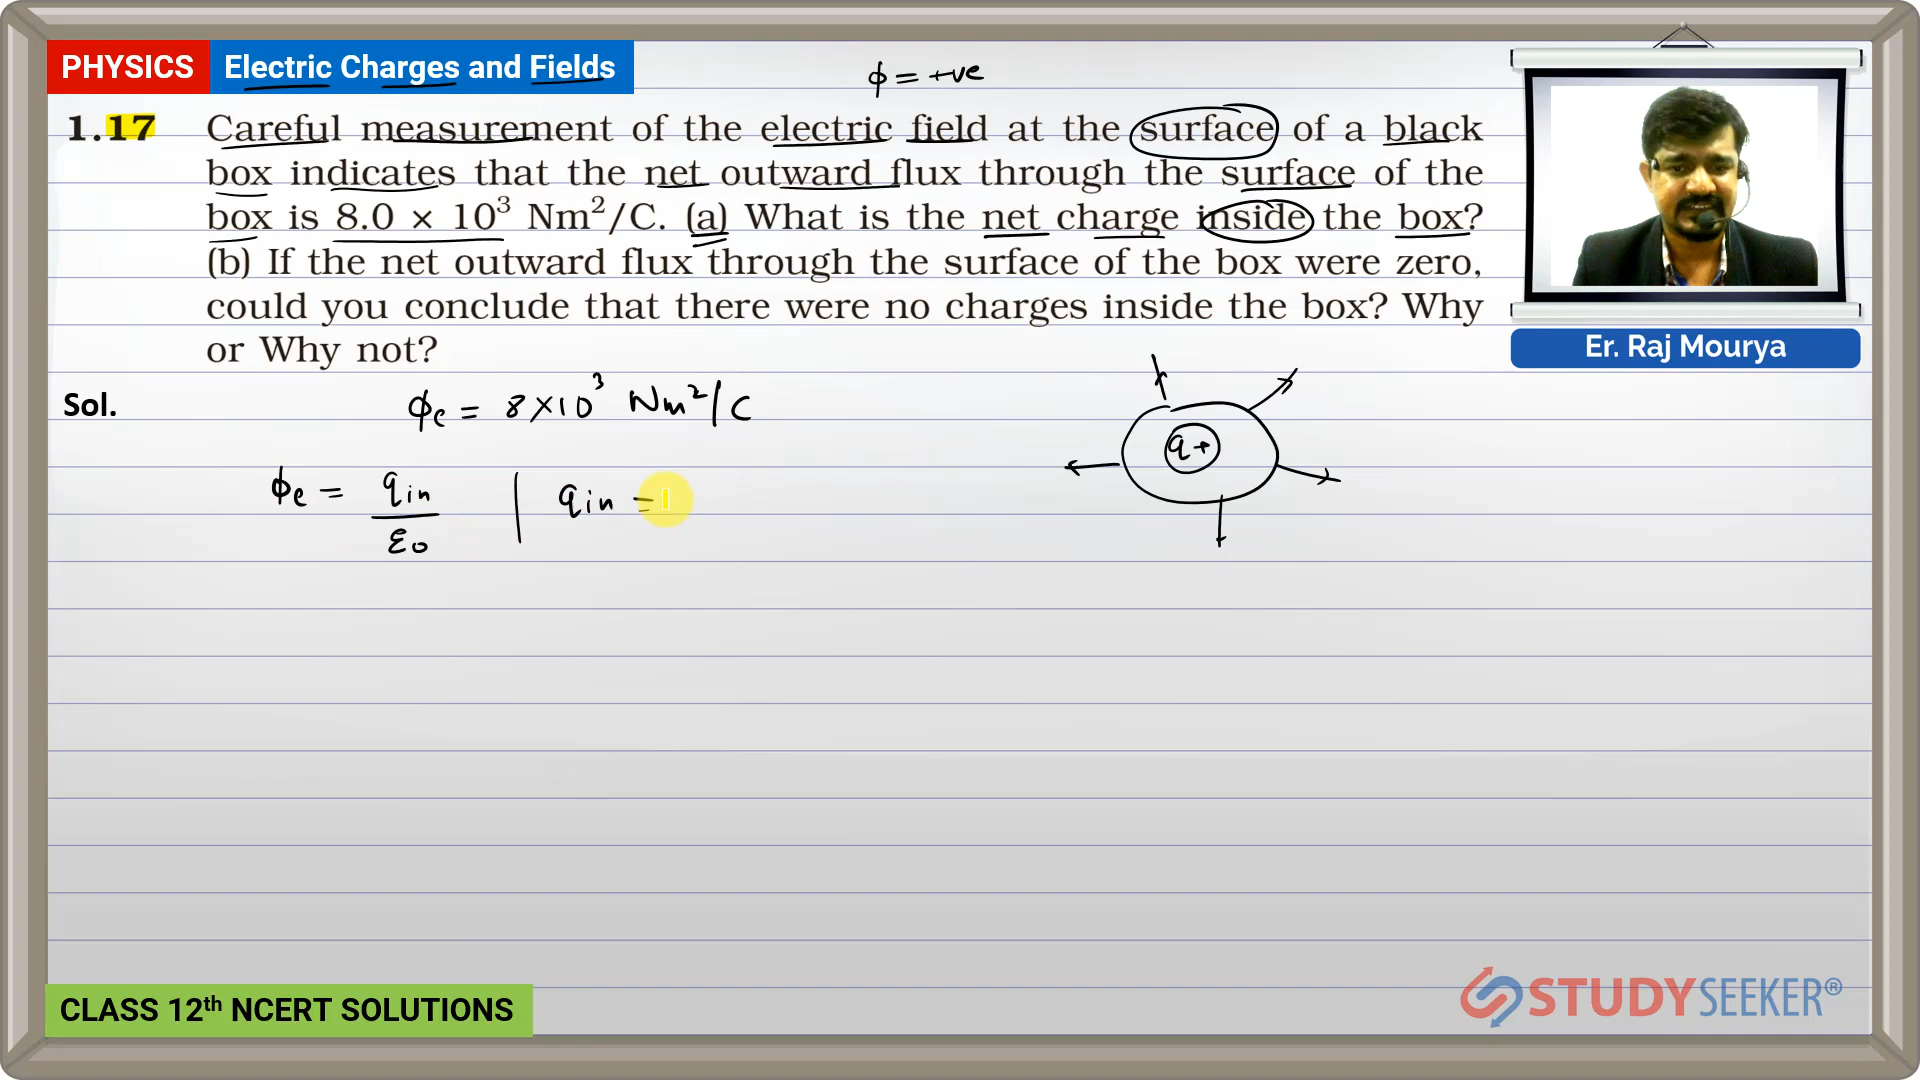 PHYSICS Electric Charges and Fields
ϕ = +ve
1.17 Careful measurement of the electric field at the surface of a black
box indicates that the net outward flux through the surface of the
box is 8.0 × 10³ Nm²/C. (a) What is the net charge inside the box?
(b) If the net outward flux through the surface of the box were zero,
could you conclude that there were no charges inside the box? Why
or Why not?
Er. Raj Mourya
Sol. ϕe = 8×10³ Nm²/C
q+
ϕe = qin/ε0 | qin =
CLASS 12th NCERT SOLUTIONS
STUDYSEEKER®